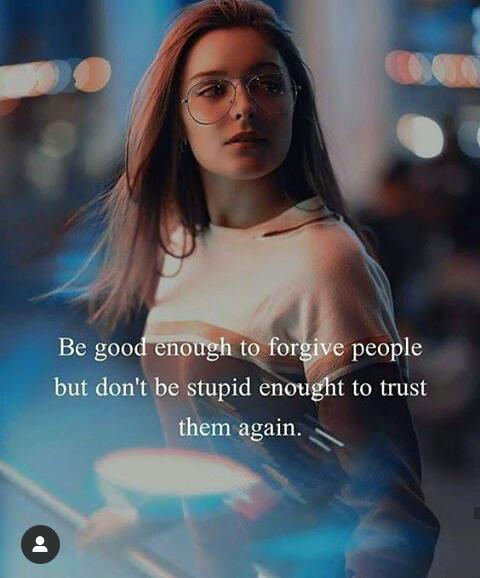 Be good enough to forgive people
but don't be stupid enought to trust
them again.